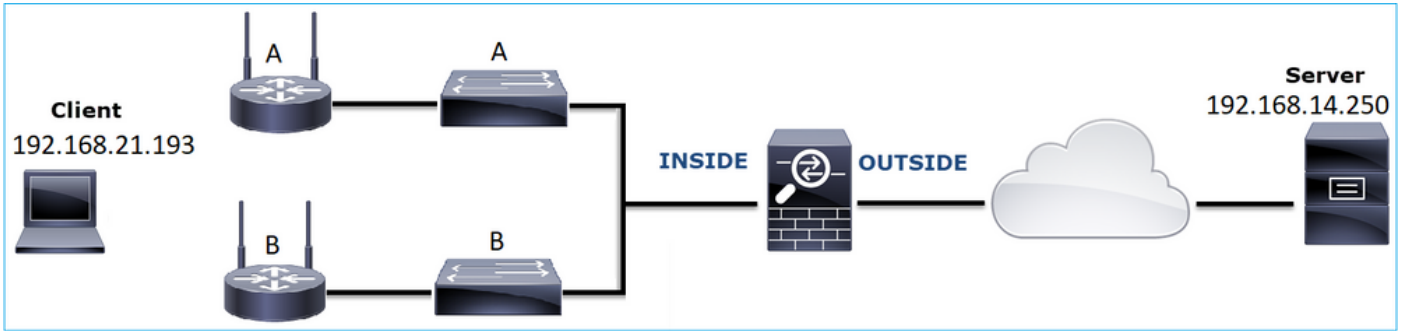 A
A
Client
192.168.21.193
B
B
INSIDE
OUTSIDE
Server
192.168.14.250